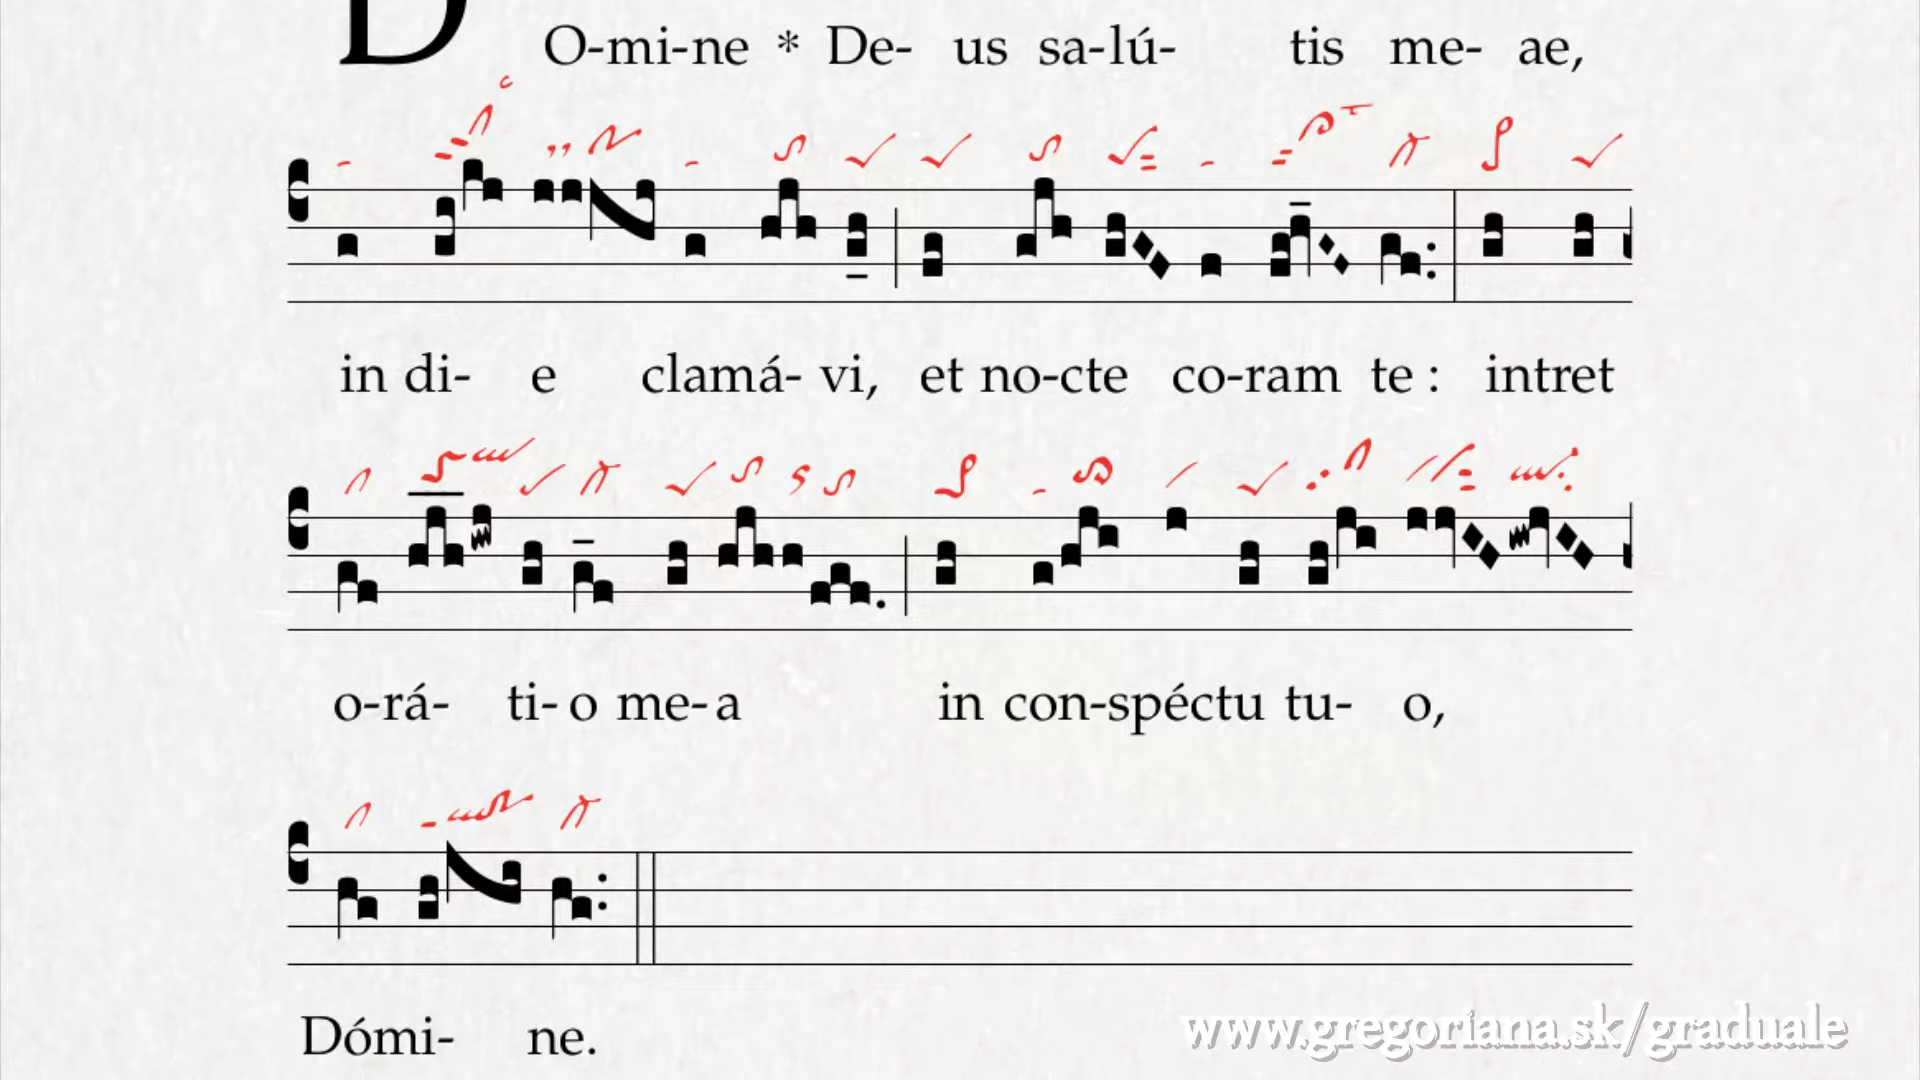 DO-mi-ne * De- us sa-lú- tis me- ae,
in di- e clamá- vi, et no-cte co-ram te : intret
o-rá- ti-o me-a in con-spéctu tu- o,
Dómi- ne.
www.gregoriana.sk/graduale